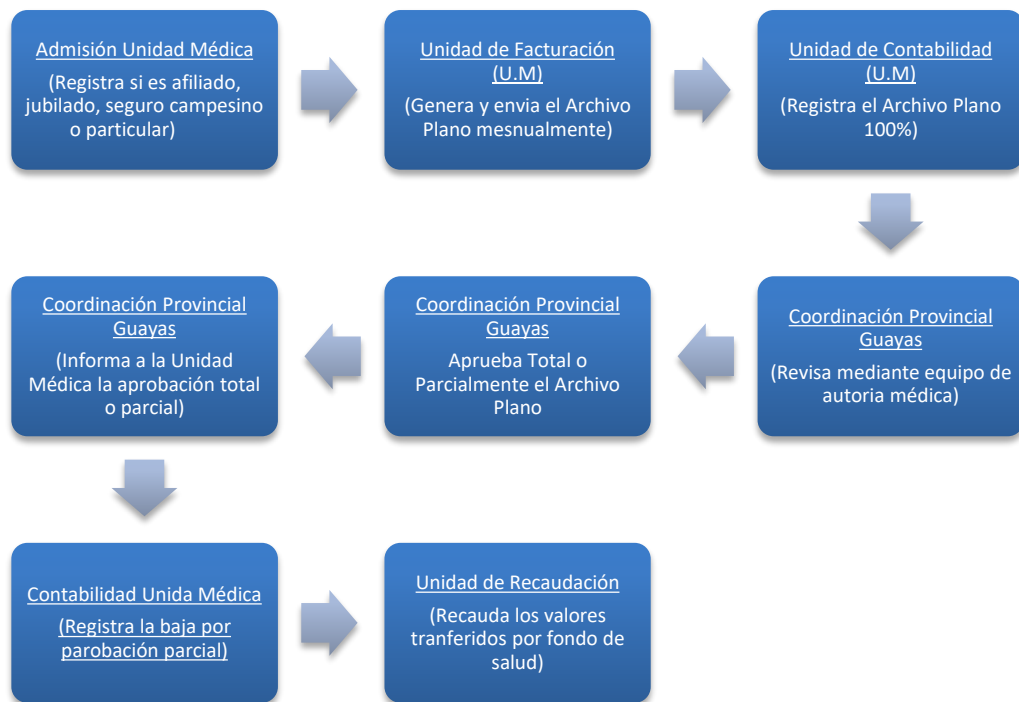 Admisión Unidad Médica
(Registra si es afiliado,
jubilado, seguro campesino
o particular)
Unidad de Facturación
(U.M)
(Genera y envia el Archivo
Plano mesnualmente)
Unidad de Contabilidad
(U.M)
(Registra el Archivo Plano
100%)
Coordinación Provincial
Guayas
(Revisa mediante equipo de
autoria médica)
Coordinación Provincial
Guayas
Aprueba Total o
Parcialmente el Archivo
Plano
Coordinación Provincial
Guayas
(Informa a la Unidad
Médica la aprobación total
o parcial)
Contabilidad Unida Médica
(Registra la baja por
parobación parcial)
Unidad de Recaudación
(Recauda los valores
tranferidos por fondo de
salud)